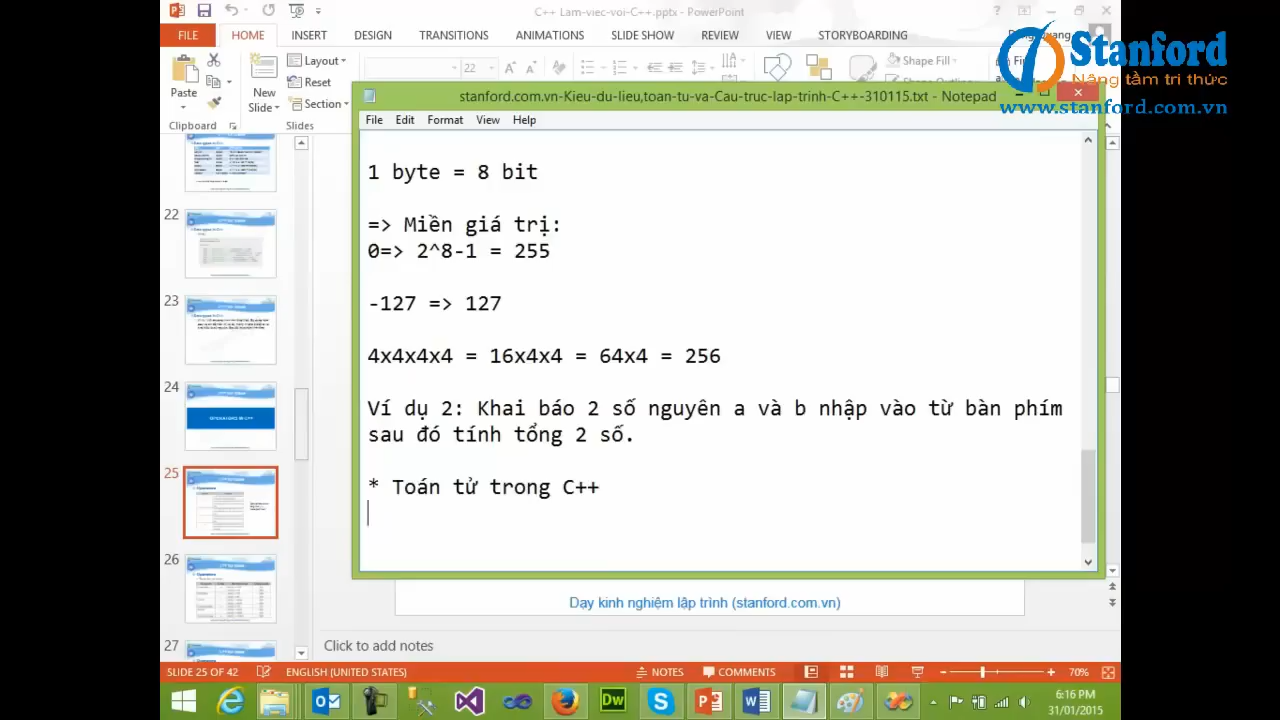 C++ Lam-viec-voi-C++.pptx - PowerPoint
FILE HOME INSERT DESIGN TRANSITIONS ANIMATIONS SLIDE SHOW REVIEW VIEW STORYBOARDING
Stanford
Nâng tầm tri thức
www.stanford.com.vn
Paste
New
Slide
Layout
Reset
Section
22
Shape Fill
Clipboard
Slides
stanford.com.vn-Kieu-du-lieu,toan-tu-va-Cau-truc-lap-trinh-C++-310115.txt - Notepad
File Edit Format View Help
1 byte = 8 bit
=> Miền giá trị:
0=> 2^8-1 = 255
-127 => 127
4x4x4x4 = 16x4x4 = 64x4 = 256
Ví dụ 2: Khai báo 2 số nguyên a và b nhập vào từ bàn phím
sau đó tính tổng 2 số.
* Toán tử trong C++
22
23
24
25
26
27
Dạy kinh nghiệm lập trình (stanford.com.vn)
Click to add notes
SLIDE 25 OF 42 ENGLISH (UNITED STATES) NOTES COMMENTS 70%
6:16 PM
31/01/2015